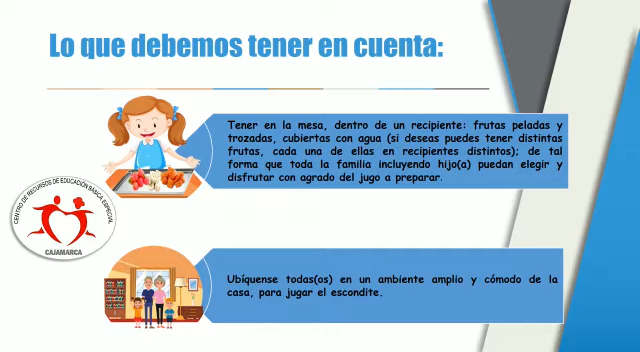 Lo que debemos tener en cuenta:
Tener en la mesa, dentro de un recipiente: frutas peladas y
trozadas, cubiertas con agua (si deseas puedes tener distintas
frutas, cada una de ellas en recipientes distintos); de tal
forma que toda la familia incluyendo hijo(a) puedan elegir y
disfrutar con agrado del jugo a preparar.
CENTRO DE RECURSOS DE EDUCACIÓN BÁSICA ESPECIAL
CAJAMARCA
Ubíquense todas(os) en un ambiente amplio y cómodo de la
casa, para jugar el escondite.